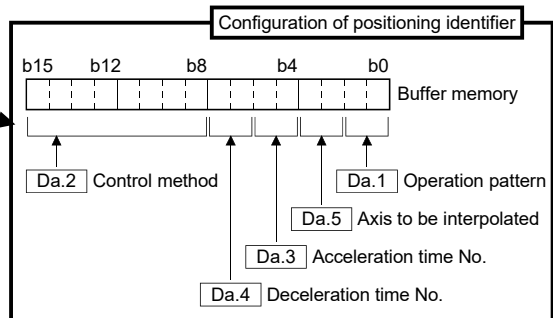 Configuration of positioning identifier
b15 b12 b8 b4 b0
Buffer memory
Da.2 Control method
Da.1 Operation pattern
Da.5 Axis to be interpolated
Da.3 Acceleration time No.
Da.4 Deceleration time No.